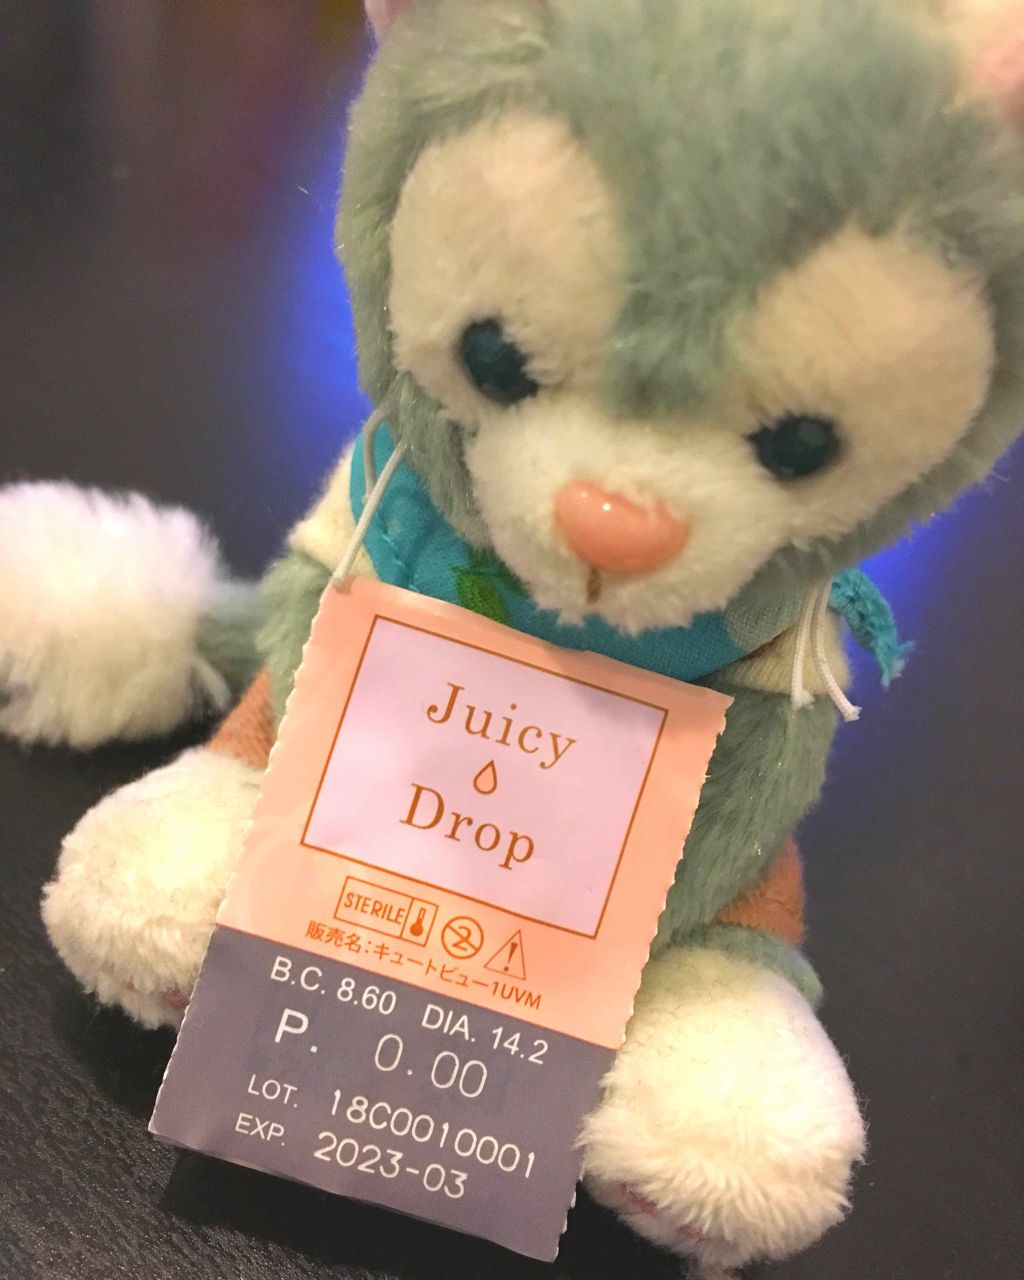 Juicy
Drop
STERILE
2
販売名:キュートビュー1UVM
B.C. 8.60 DIA. 14.2
P. 0.00
LOT. 18C0010001
EXP. 2023-03